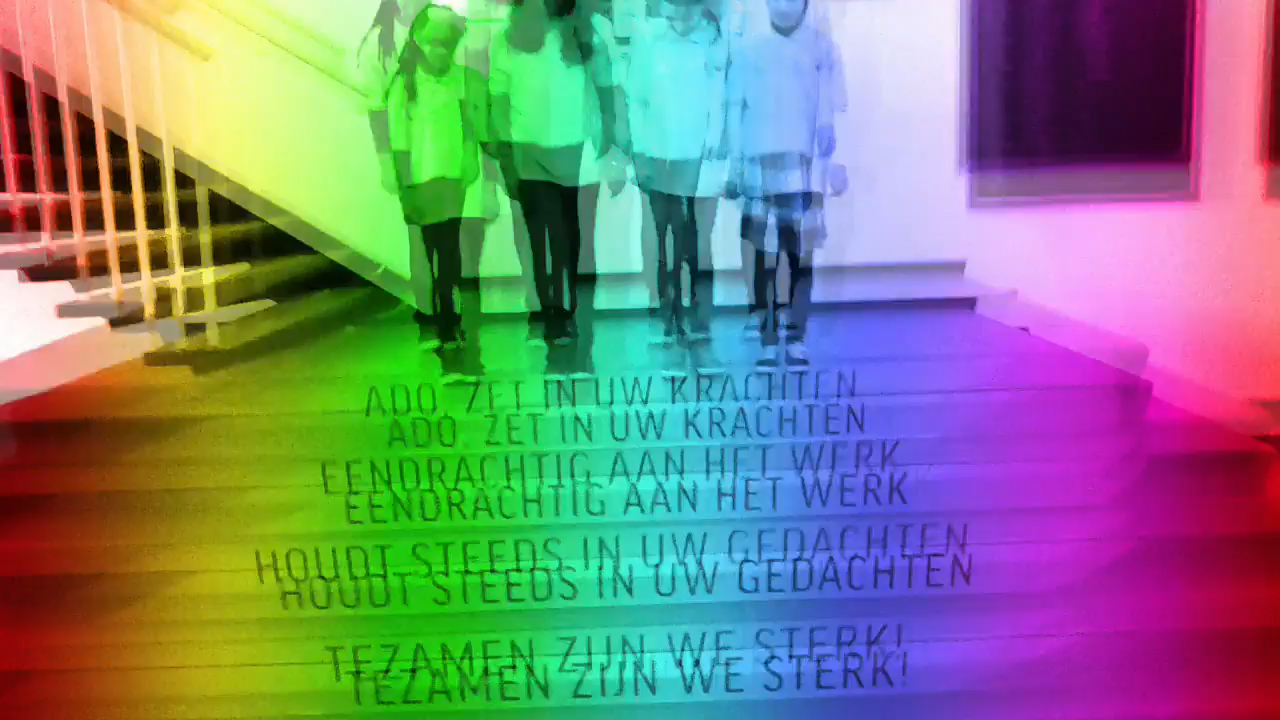 ADO, ZET IN UW KRACHTEN
EENDRACHTIG AAN HET WERK
HOUDT STEEDS IN UW GEDACHTEN
TEZAMEN ZIJN WE STERK!